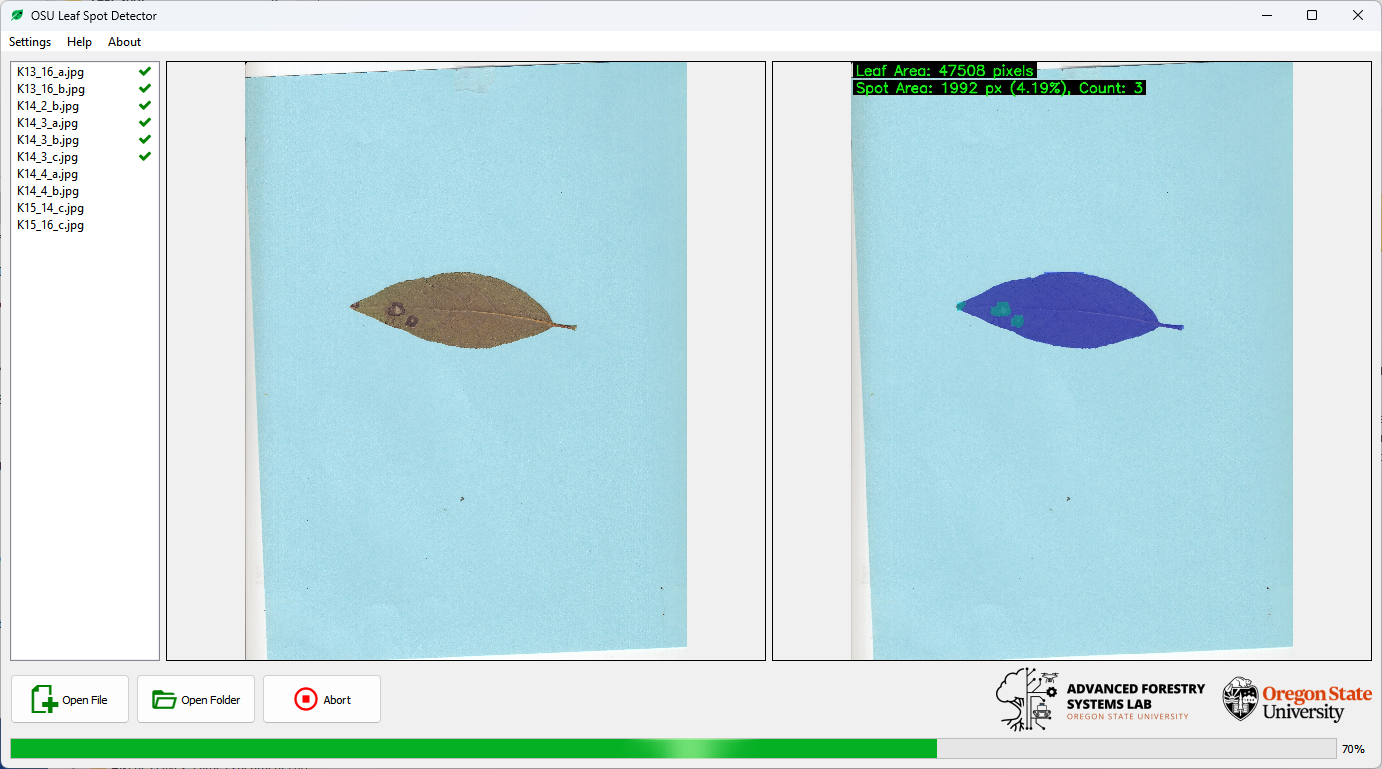 OSU Leaf Spot Detector
Settings Help About
K13_16_a.jpg
K13_16_b.jpg
K14_2_b.jpg
K14_3_a.jpg
K14_3_b.jpg
K14_3_c.jpg
K14_4_a.jpg
K14_4_b.jpg
K15_14_c.jpg
K15_16_c.jpg
Leaf Area: 47508 pixels
Spot Area: 1992 px (4.19%), Count: 3
Open File
Open Folder
Abort
ADVANCED FORESTRY
SYSTEMS LAB
OREGON STATE UNIVERSITY
Oregon State
University
70%